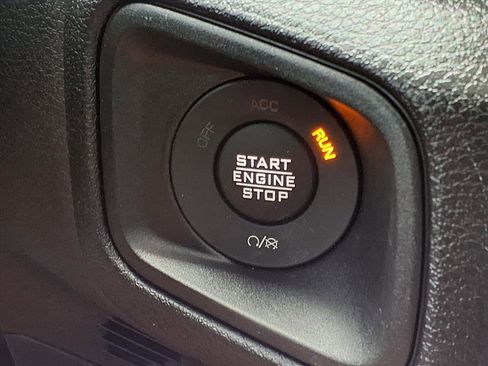 ACC
OFF
RUN
START
ENGINE
STOP